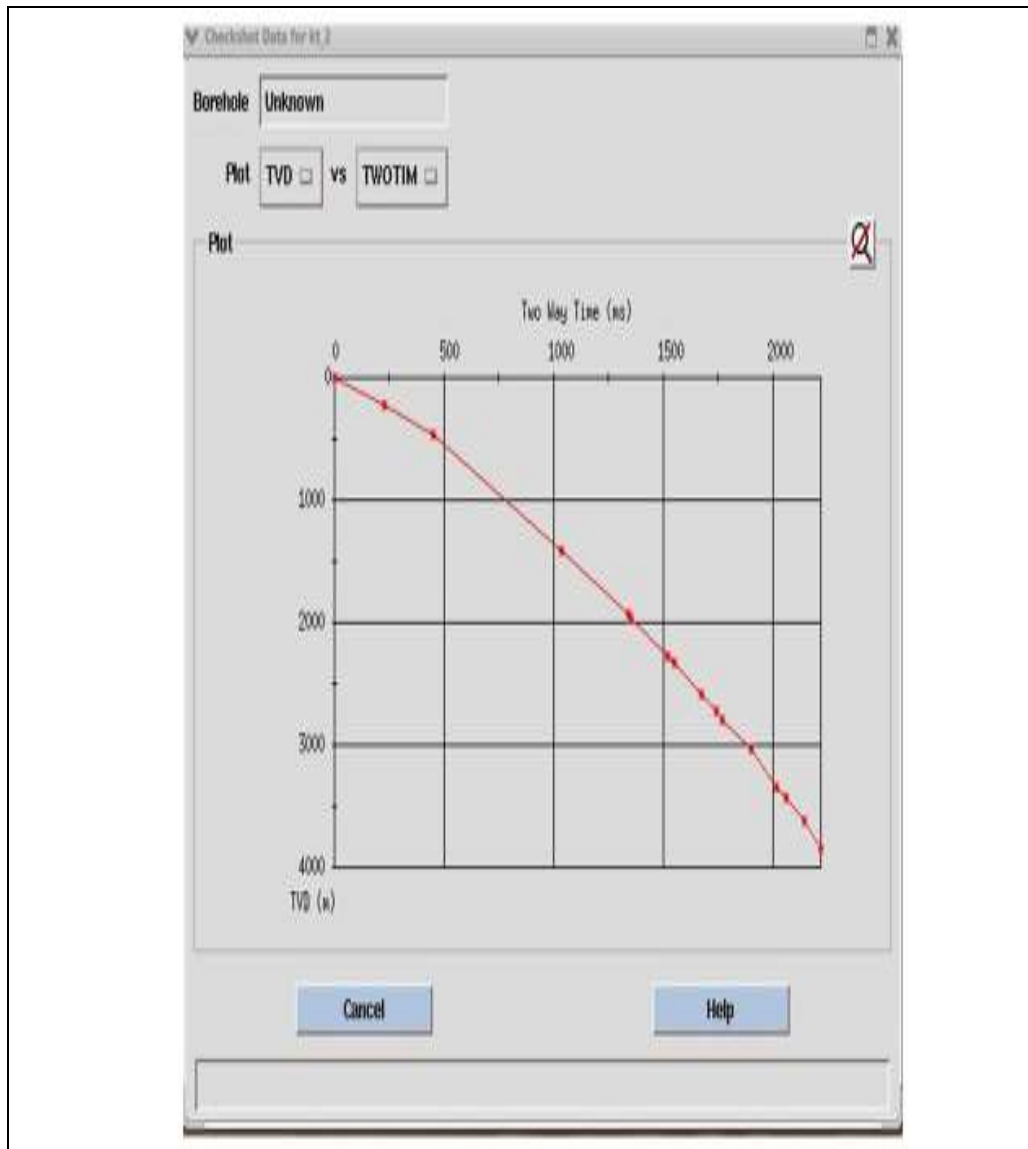 Checkshot Data for kt_2
Borehole Unknown
Plot TVD vs TWOTIM
Plot
Two Way Time (ms)
0 500 1000 1500 2000
0
1000
2000
3000
4000
TVD (m)
Cancel Help